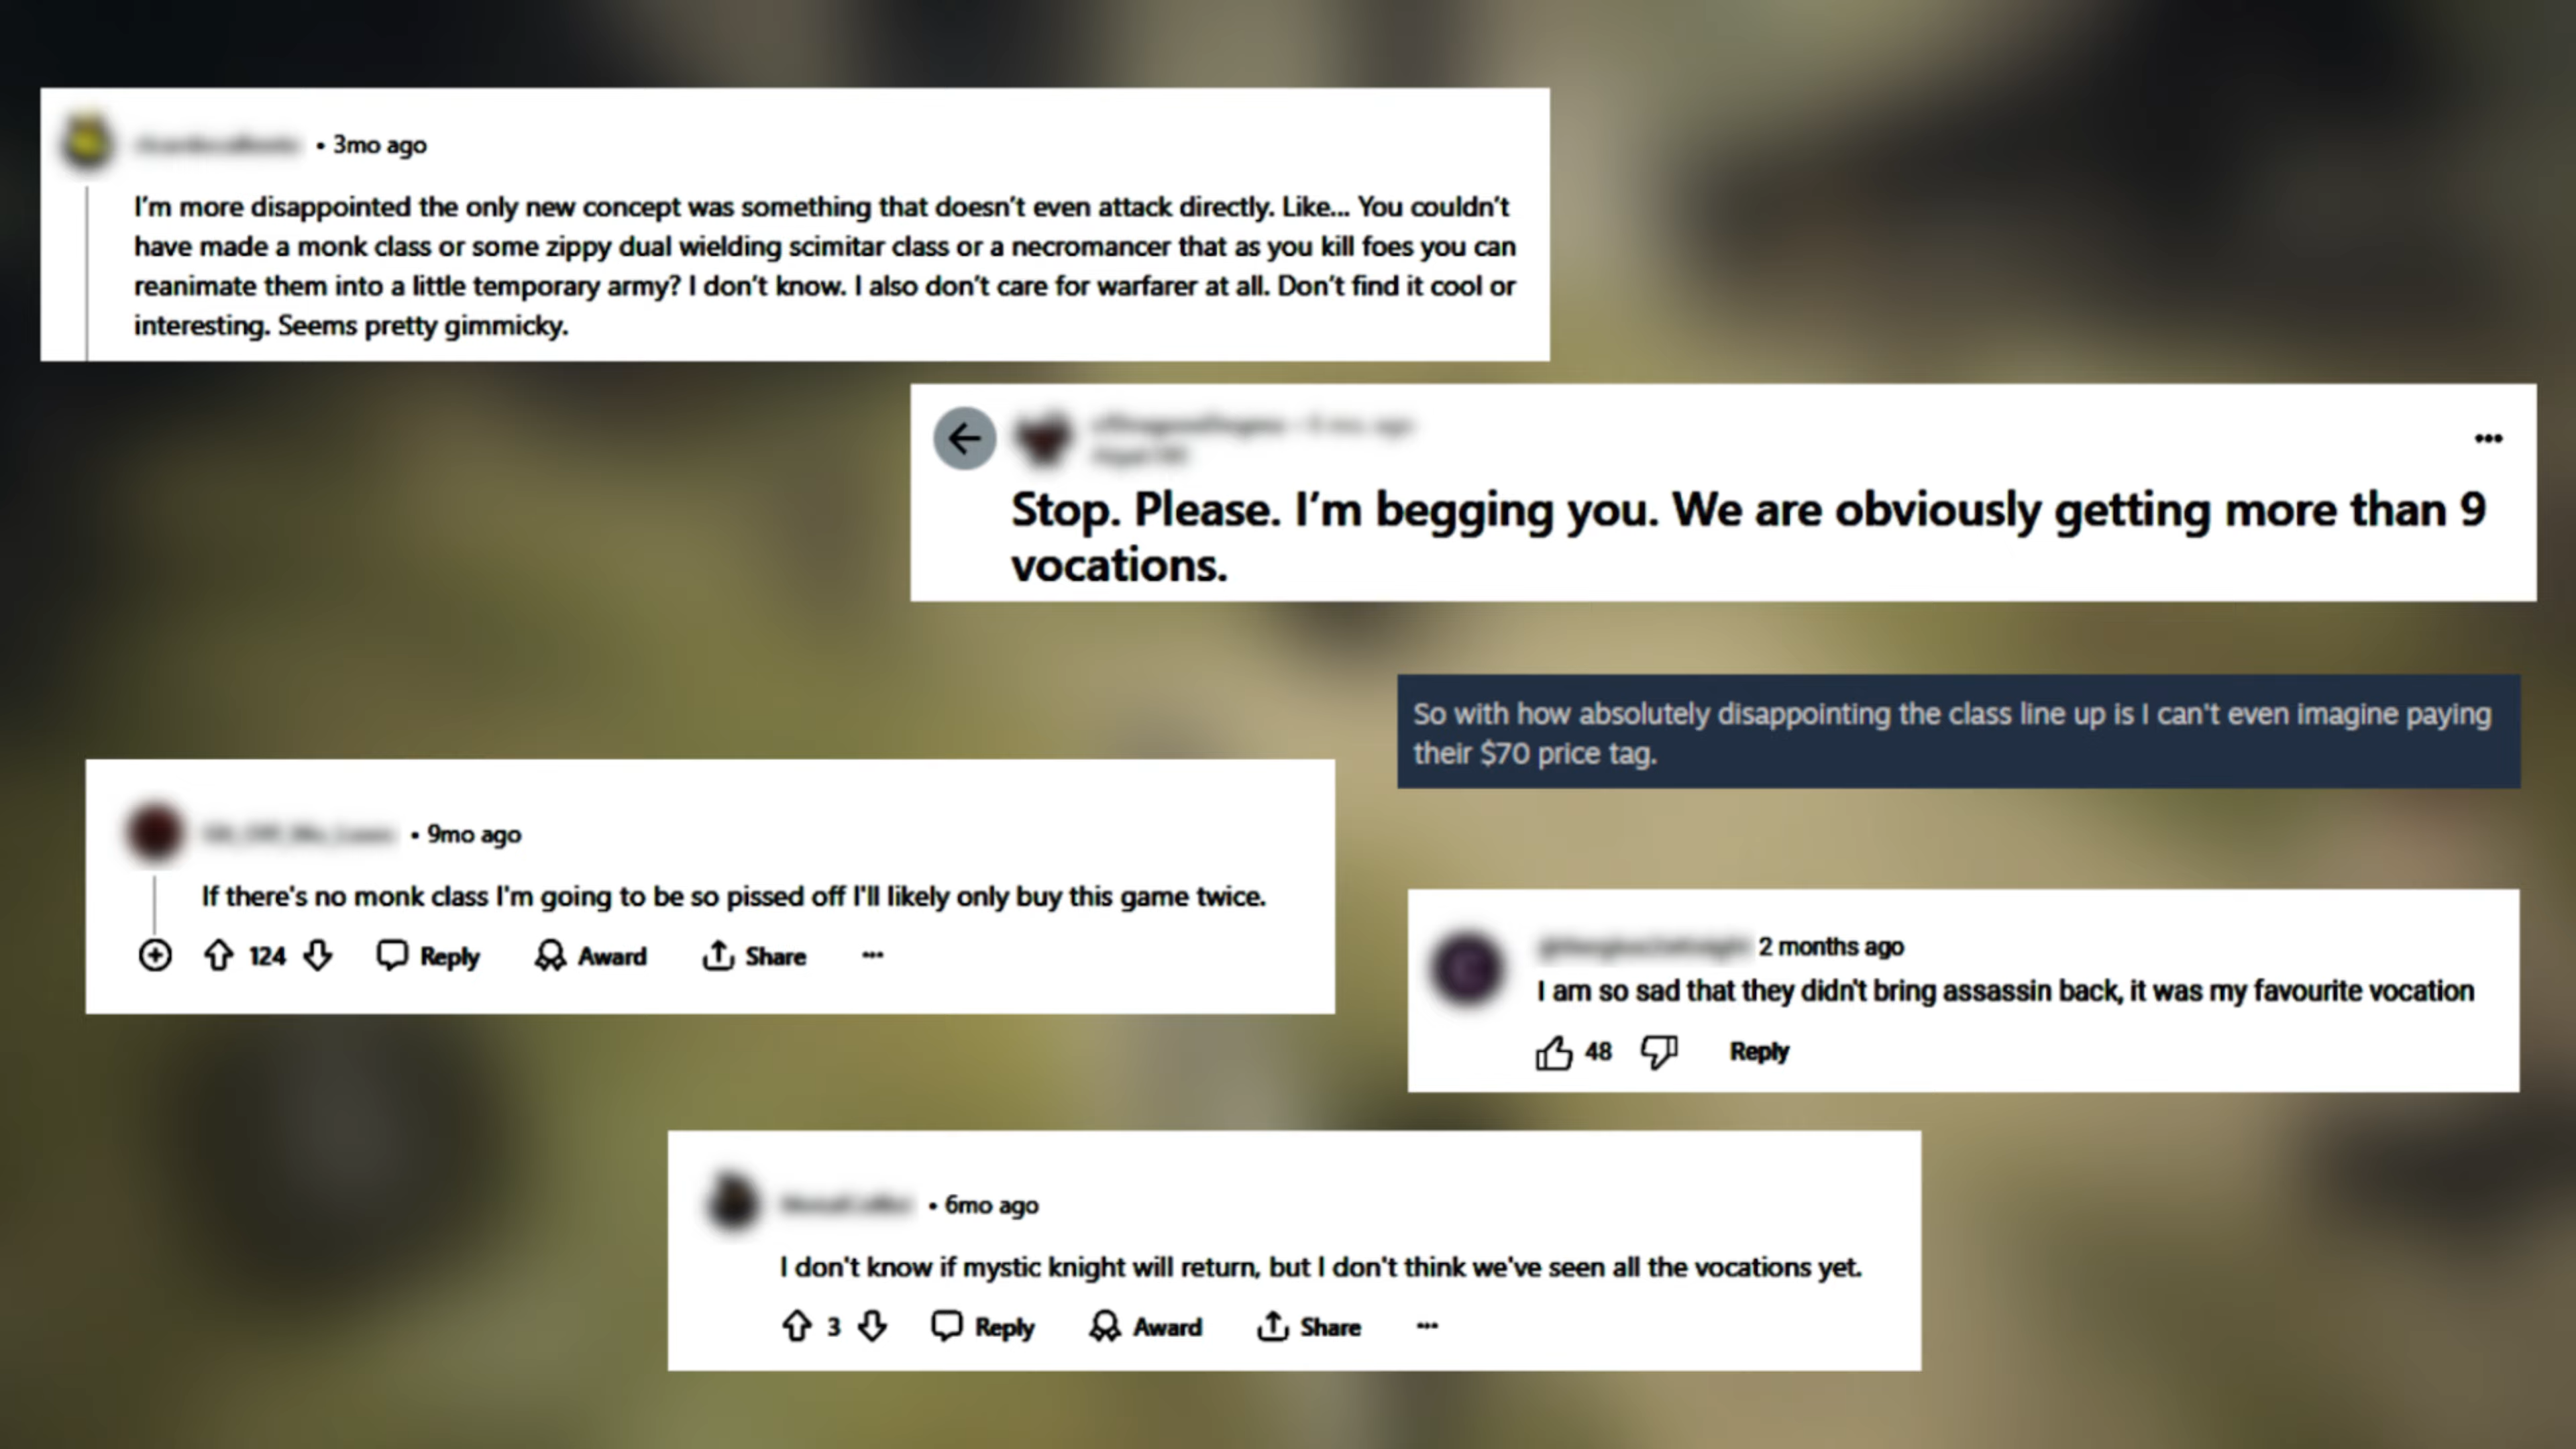 • 3mo ago
I'm more disappointed the only new concept was something that doesn't even attack directly. Like... You couldn't
have made a monk class or some zippy dual wielding scimitar class or a necromancer that as you kill foes you can
reanimate them into a little temporary army? I don't know. I also don't care for warfarer at all. Don't find it cool or
interesting. Seems pretty gimmicky.
Stop. Please. I'm begging you. We are obviously getting more than 9
vocations.
So with how absolutely disappointing the class line up is I can't even imagine paying
their $70 price tag.
• 9mo ago
If there's no monk class I'm going to be so pissed off I'll likely only buy this game twice.
124 Reply Award Share
2 months ago
I am so sad that they didn't bring assassin back, it was my favourite vocation
48 Reply
• 6mo ago
I don't know if mystic knight will return, but I don't think we've seen all the vocations yet.
3 Reply Award Share